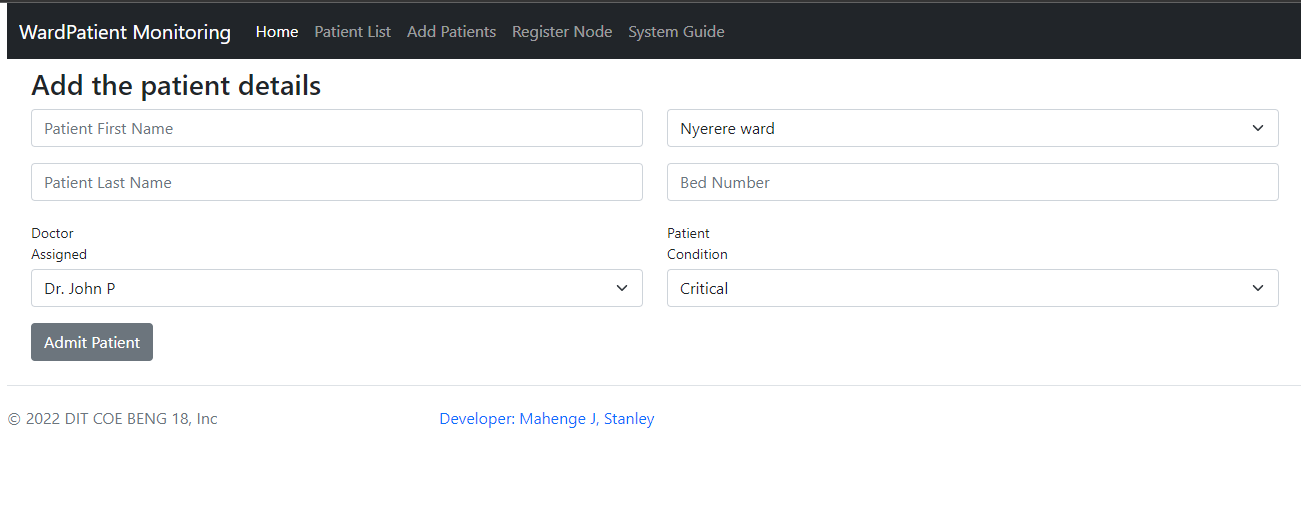 WardPatient Monitoring Home Patient List Add Patients Register Node System Guide
Add the patient details
Patient First Name
Nyerere ward
Patient Last Name
Bed Number
Doctor
Assigned
Patient
Condition
Dr. John P
Critical
Admit Patient
© 2022 DIT COE BENG 18, Inc
Developer: Mahenge J, Stanley